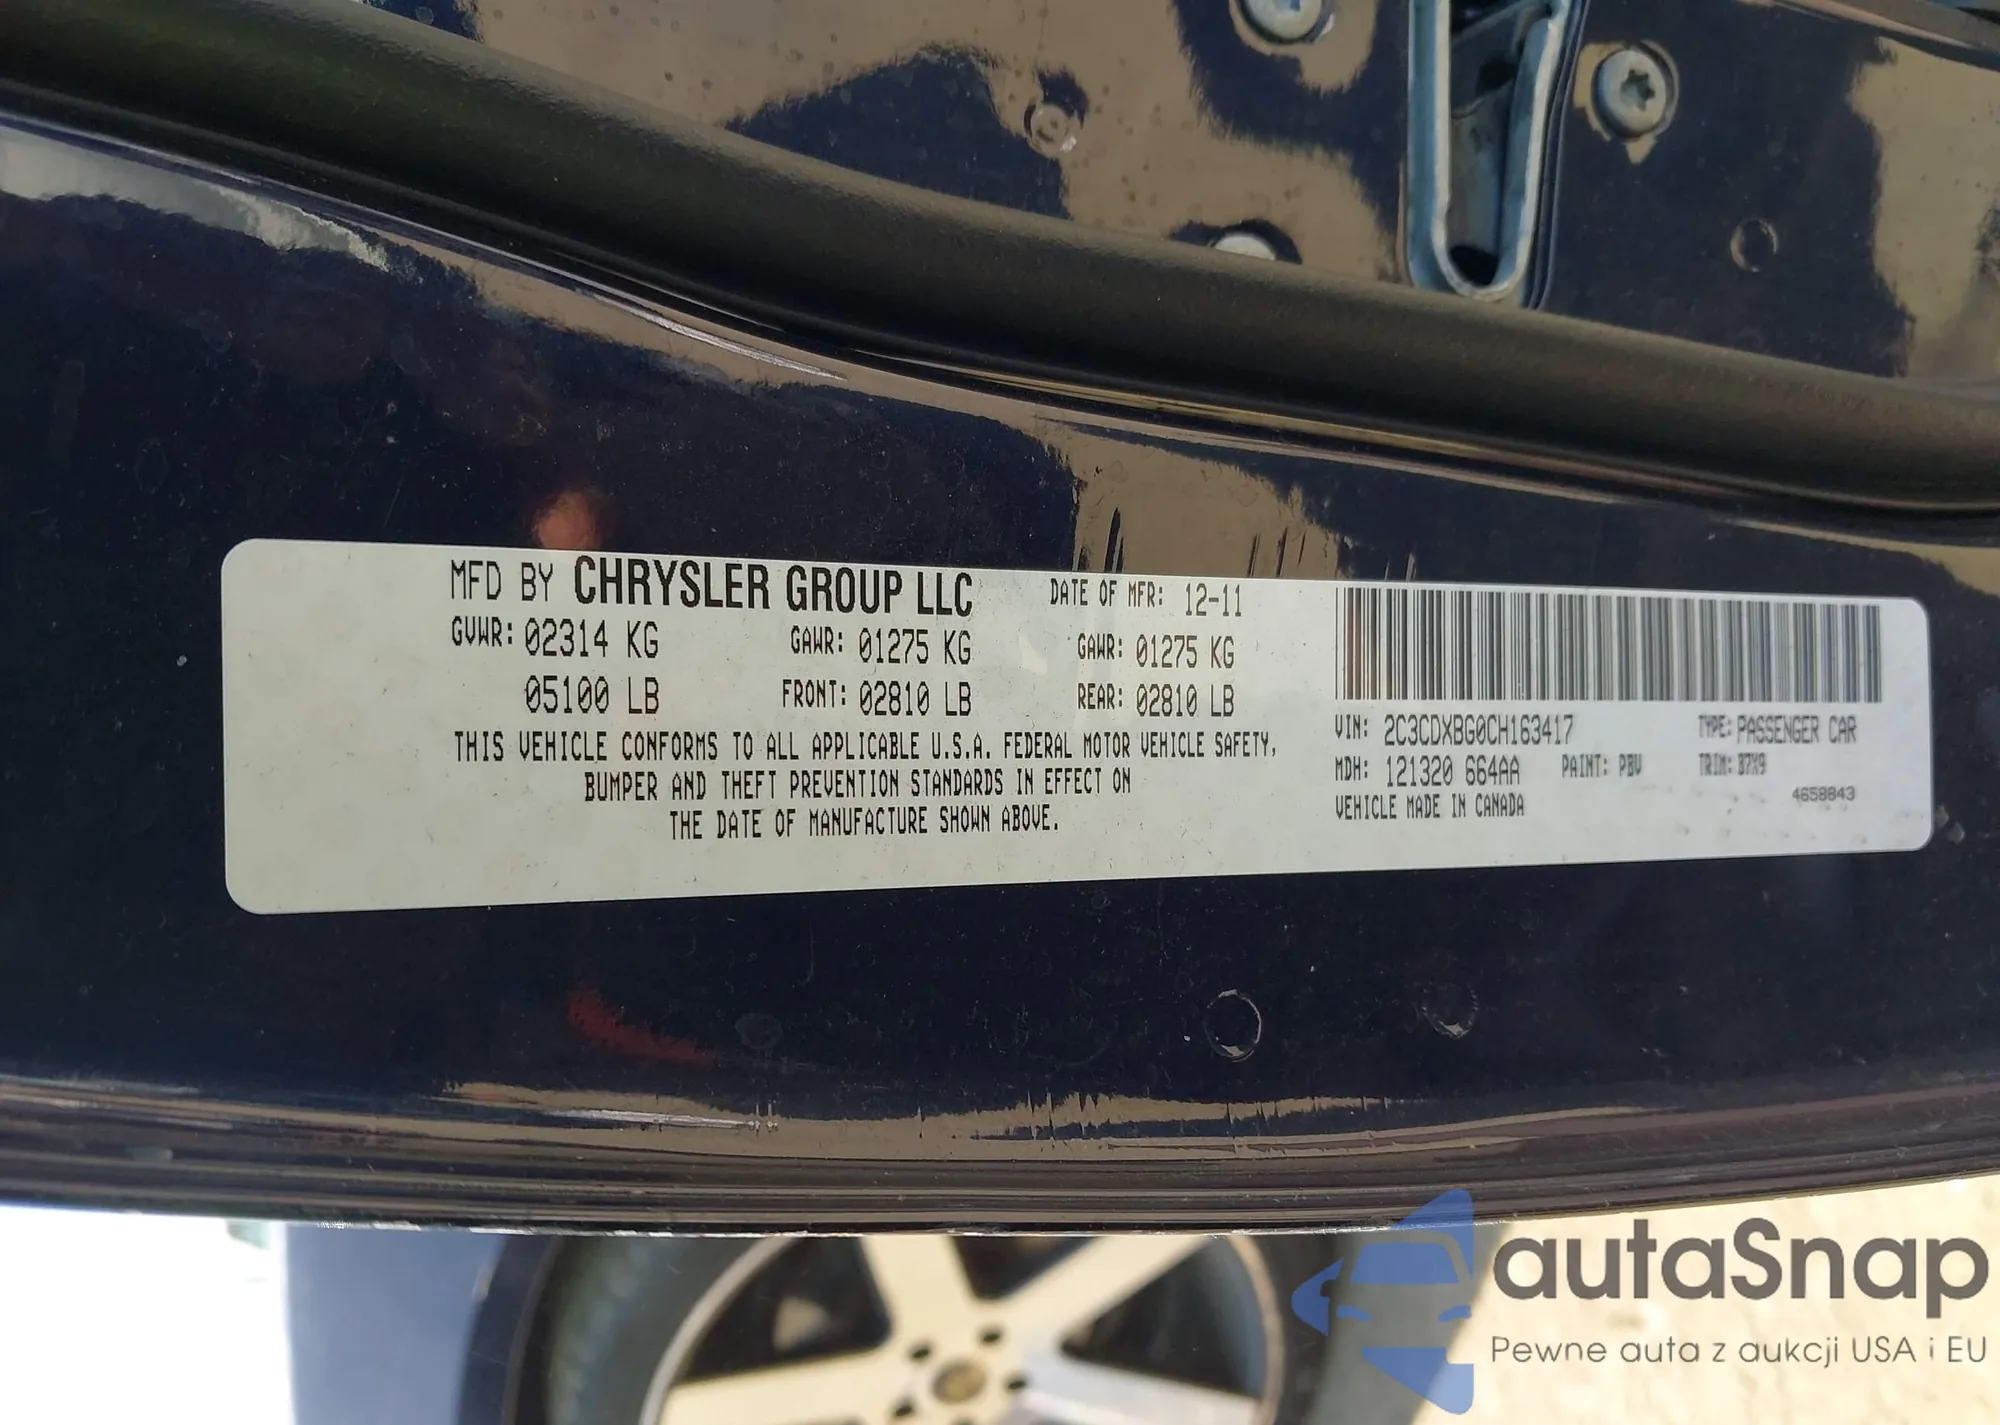 MFD BY CHRYSLER GROUP LLC DATE OF MFR: 12-11
GVWR: 02314 KG GAWR: 01275 KG GAWR: 01275 KG
05100 LB FRONT: 02810 LB REAR: 02810 LB
THIS VEHICLE CONFORMS TO ALL APPLICABLE U.S.A. FEDERAL MOTOR VEHICLE SAFETY,
BUMPER AND THEFT PREVENTION STANDARDS IN EFFECT ON
THE DATE OF MANUFACTURE SHOWN ABOVE.
VIN: 2C3CDXBG0CH163417 TYPE: PASSENGER CAR
MDH: 121320 664AA PAINT: PBV TRIM: B7X9
4658843
VEHICLE MADE IN CANADA
autaSnap
Pewne auta z aukcji USA i EU